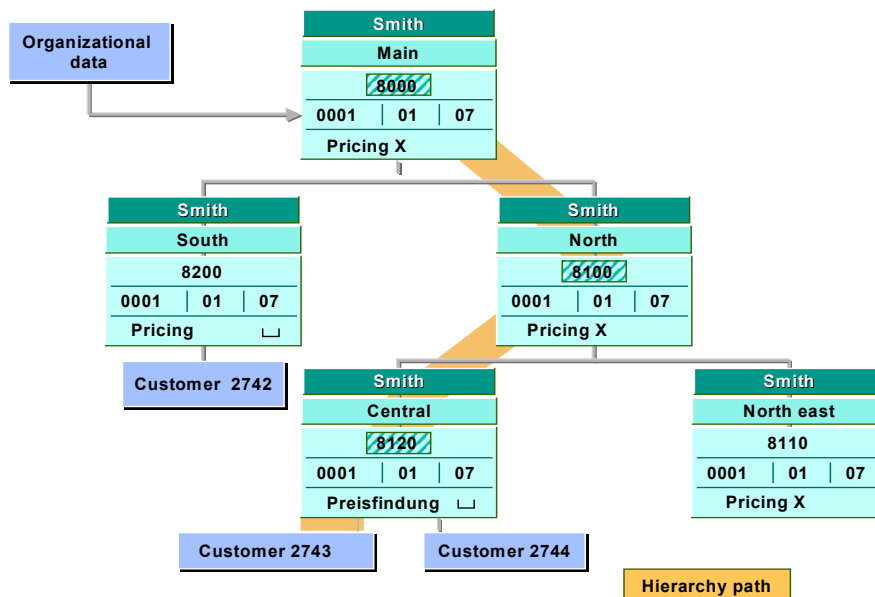 Smith
Organizational
data
Main
8000
0001 01 07
Pricing X
Smith
Smith
South
North
8200
8100
0001 01 07
0001 01 07
Pricing ⎵
Pricing X
Customer 2742
Smith
Smith
Central
North east
8120
8110
0001 01 07
0001 01 07
Preisfindung ⎵
Pricing X
Customer 2743
Customer 2744
Hierarchy path